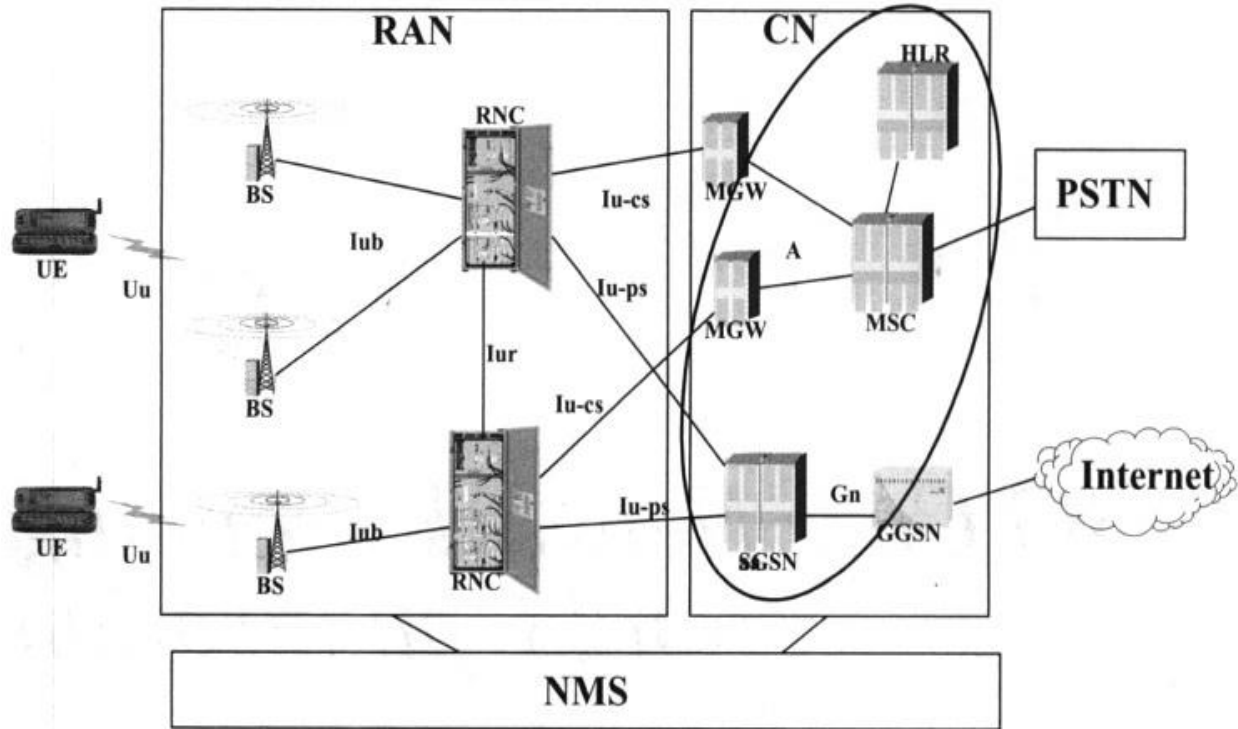 RAN
CN
HLR
RNC
BS
MGW
Iu-cs
PSTN
UE
Uu
Iub
A
Iu-ps
MGW
MSC
BS
Iur
Iu-cs
Internet
UE
Uu
BS
Iub
RNC
Iu-ps
SGSN
Gn
GGSN
NMS